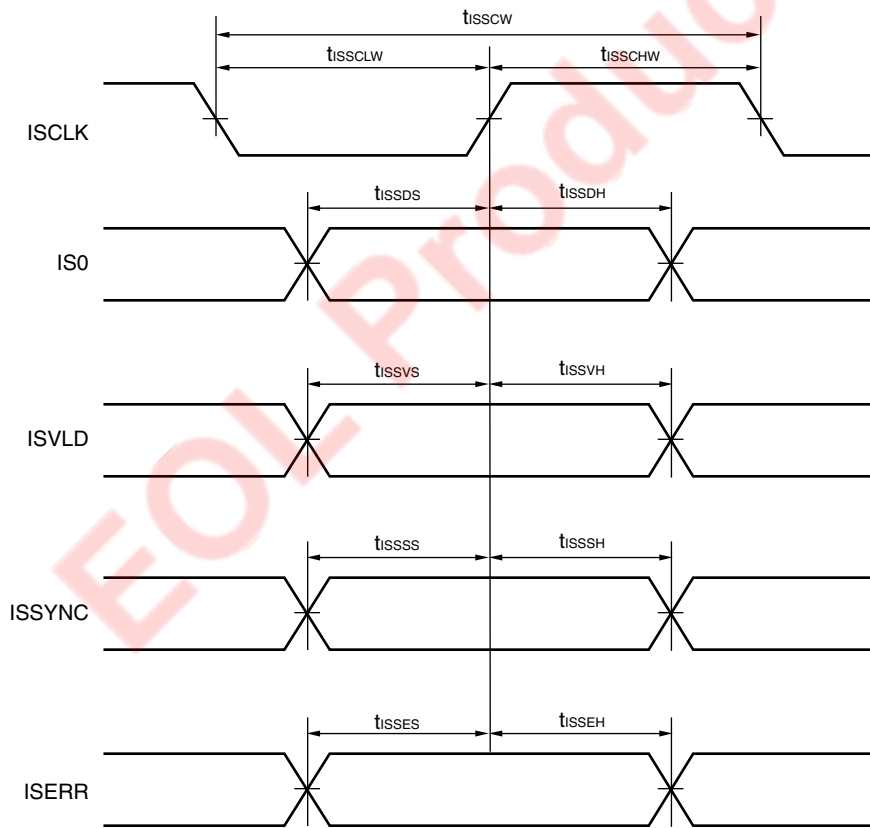 tISSCW
tISSCLW tISSCHW
ISCLK
tISSDS tISSDH
IS0
tISSVS tISSVH
ISVLD
tISSSS tISSSH
ISSYNC
tISSES tISSEH
ISERR
EOL Produc